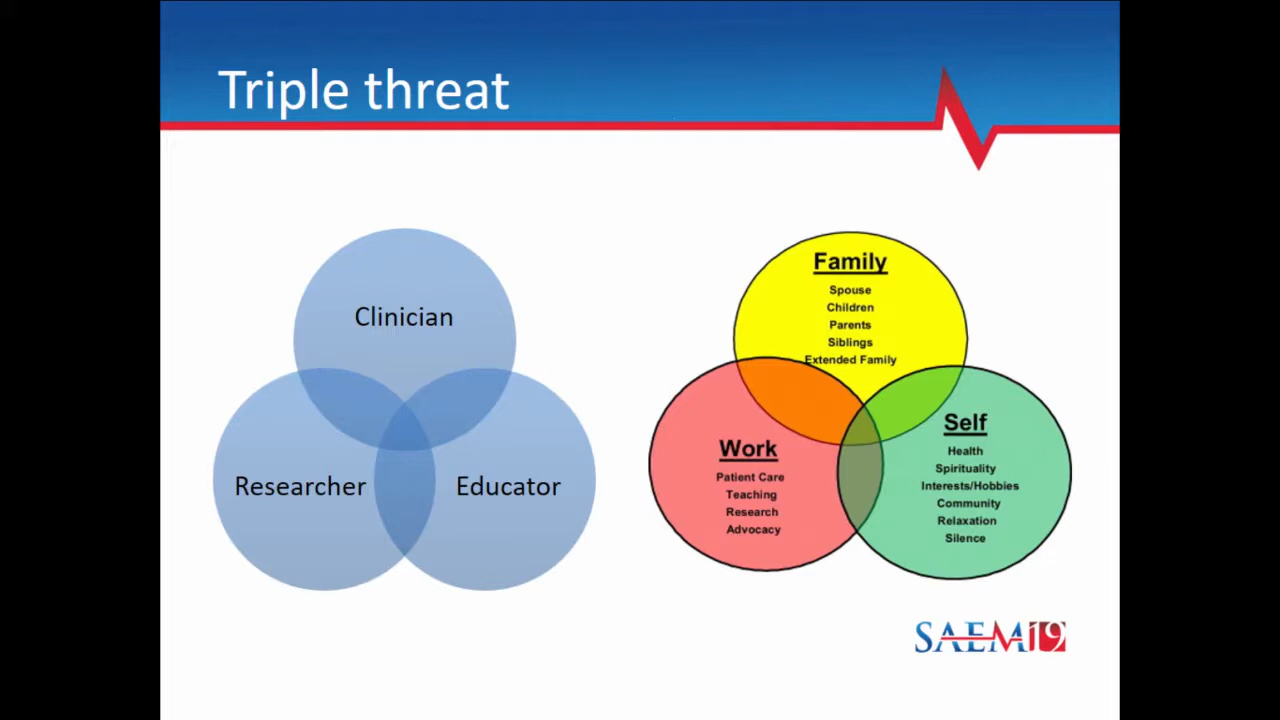 Triple threat
Clinician
Researcher
Educator
Family
Spouse
Children
Parents
Siblings
Extended Family
Work
Patient Care
Teaching
Research
Advocacy
Self
Health
Spirituality
Interests/Hobbies
Community
Relaxation
Silence
SAEM19